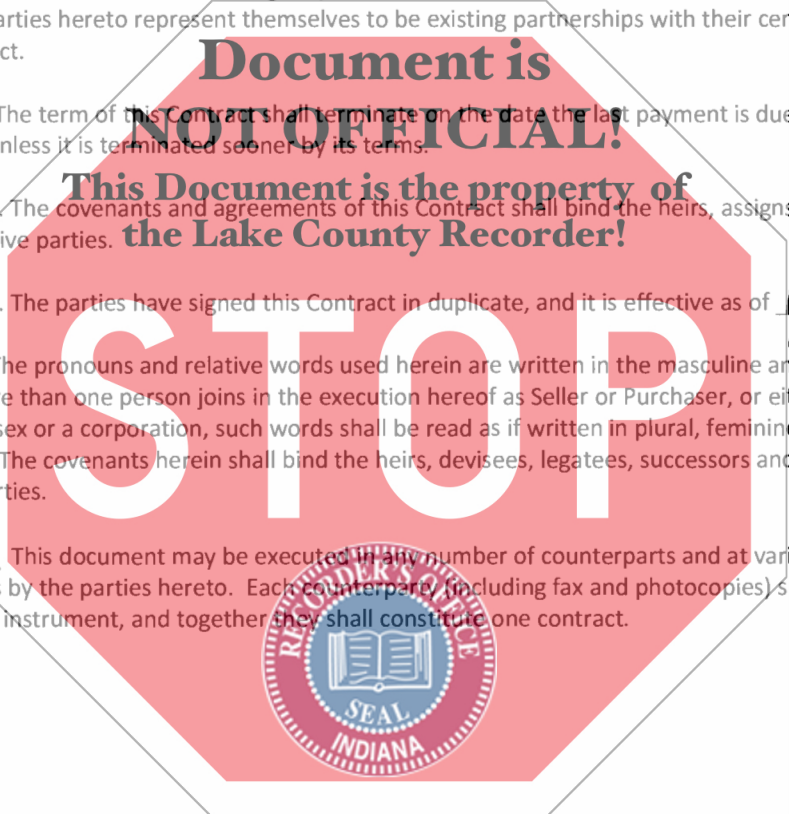 arties hereto represent themselves to be existing partnerships with their cer
ct.
Document is
The term of this Contract shall terminate on the date the last payment is due
NOT OFFICIAL!
nless it is terminated sooner by its terms.
This Document is the property of
. The covenants and agreements of this Contract shall bind the heirs, assigns
ive parties.
the Lake County Recorder!
. The parties have signed this Contract in duplicate, and it is effective as of _
he pronouns and relative words used herein are written in the masculine an
e than one person joins in the execution hereof as Seller or Purchaser, or eit
sex or a corporation, such words shall be read as if written in plural, feminine
The covenants herein shall bind the heirs, devisees, legatees, successors and
ties.
STOP
. This document may be executed in any number of counterparts and at vari
by the parties hereto. Each counterparty (including fax and photocopies) s
instrument, and together they shall constitute one contract.
RECORDER'S OFFICE
SEAL
INDIANA